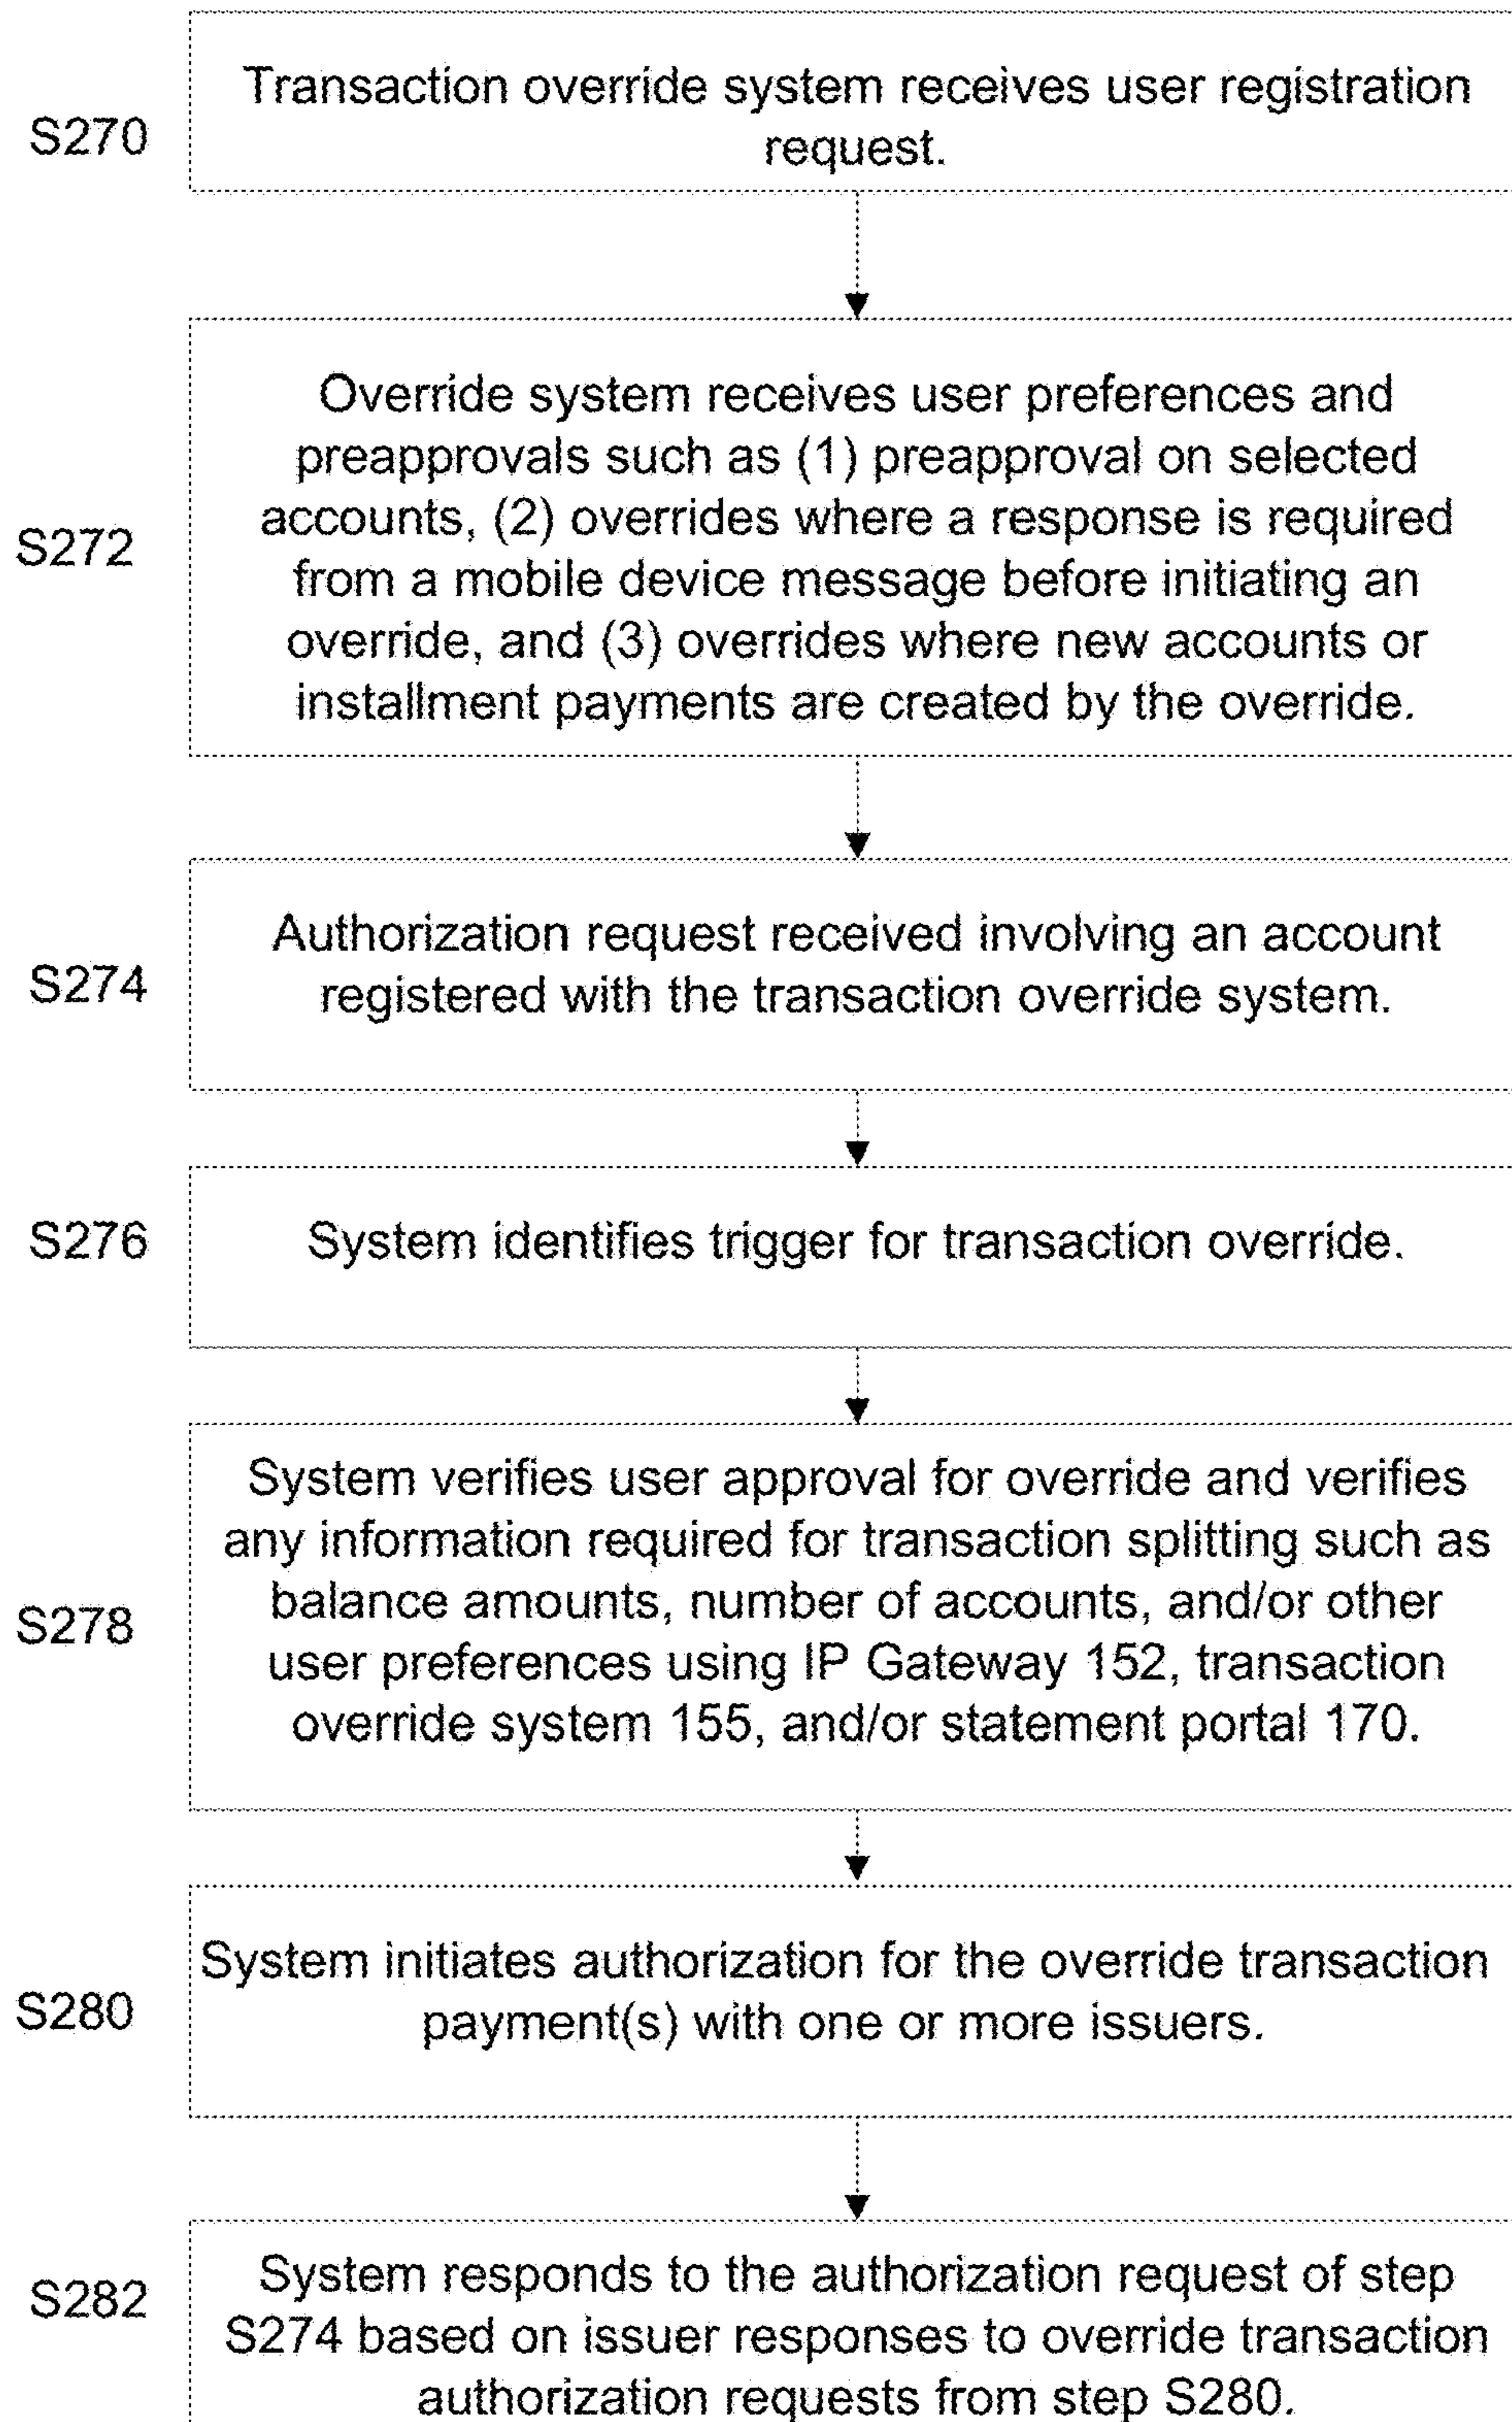 S270
Transaction override system receives user registration
request.
S272
Override system receives user preferences and
preapprovals such as (1) preapproval on selected
accounts, (2) overrides where a response is required
from a mobile device message before initiating an
override, and (3) overrides where new accounts or
installment payments are created by the override.
S274
Authorization request received involving an account
registered with the transaction override system.
S276
System identifies trigger for transaction override.
S278
System verifies user approval for override and verifies
any information required for transaction splitting such as
balance amounts, number of accounts, and/or other
user preferences using IP Gateway 152, transaction
override system 155, and/or statement portal 170.
S280
System initiates authorization for the override transaction
payment(s) with one or more issuers.
S282
System responds to the authorization request of step
S274 based on issuer responses to override transaction
authorization requests from step S280.